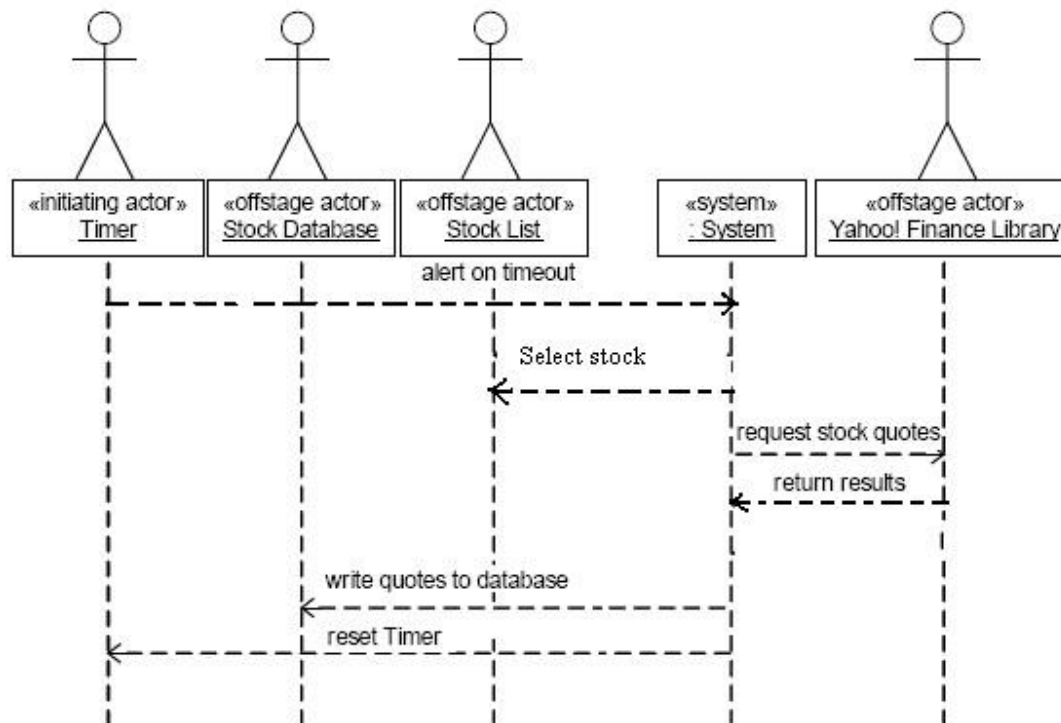 «initiating actor»
Timer
«offstage actor»
Stock Database
«offstage actor»
Stock List
«system»
: System
«offstage actor»
Yahoo! Finance Library
alert on timeout
Select stock
request stock quotes
return results
write quotes to database
reset Timer